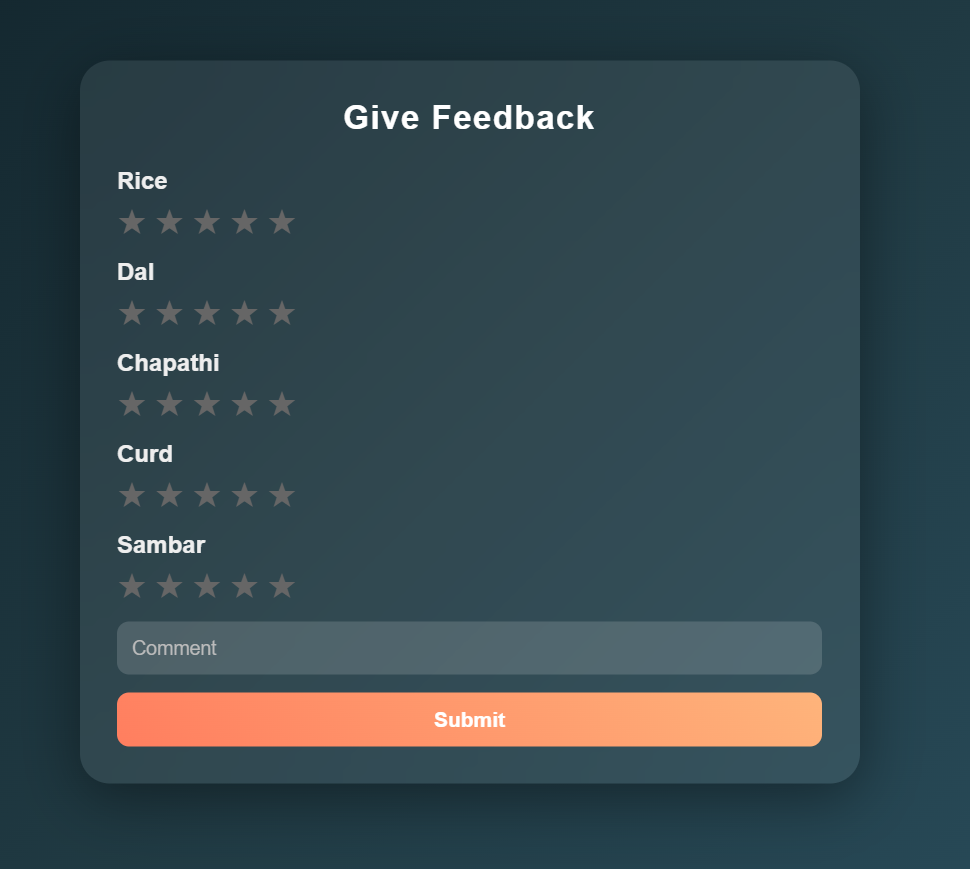 Give Feedback
Rice
★ ★ ★ ★ ★
Dal
★ ★ ★ ★ ★
Chapathi
★ ★ ★ ★ ★
Curd
★ ★ ★ ★ ★
Sambar
★ ★ ★ ★ ★
Comment
Submit